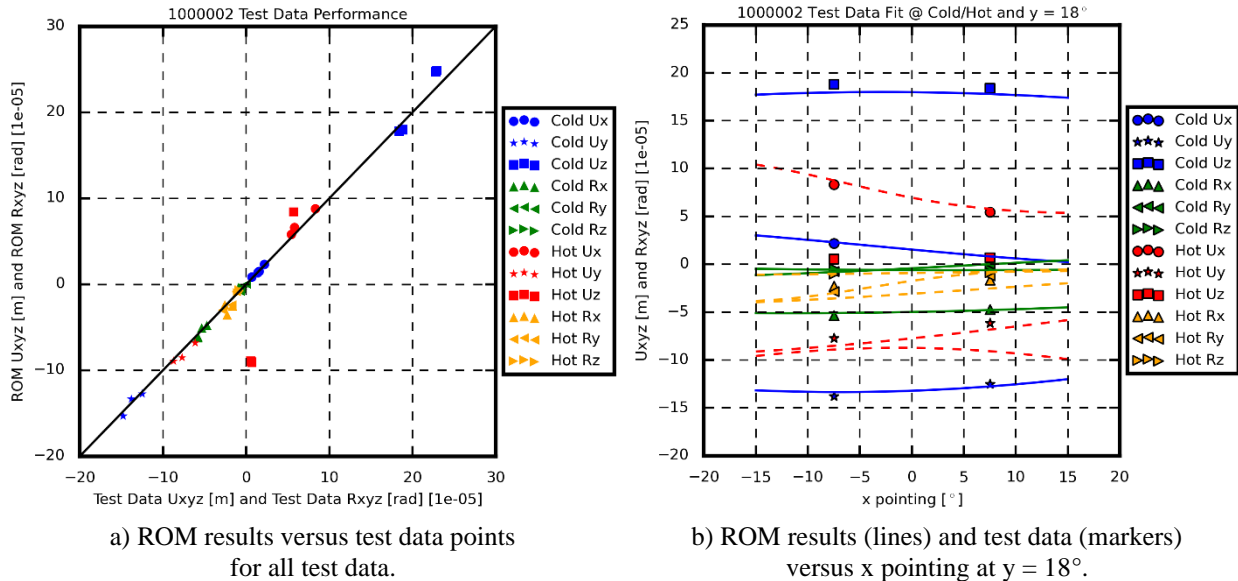 1000002 Test Data Performance
30
20
10
0
−10
−20
−20
−10
0
10
20
30
ROM Uxyz [m] and ROM Rxyz [rad] [1e-05]
Test Data Uxyz [m] and Test Data Rxyz [rad] [1e-05]
Cold Ux
Cold Uy
Cold Uz
Cold Rx
Cold Ry
Cold Rz
Hot Ux
Hot Uy
Hot Uz
Hot Rx
Hot Ry
Hot Rz
a) ROM results versus test data points
for all test data.
1000002 Test Data Fit @ Cold/Hot and y = 18°
25
20
15
10
5
0
−5
−10
−15
−20
−20
−15
−10
−5
0
5
10
15
20
Uxyz [m] and Rxyz [rad] [1e-05]
x pointing [°]
Cold Ux
Cold Uy
Cold Uz
Cold Rx
Cold Ry
Cold Rz
Hot Ux
Hot Uy
Hot Uz
Hot Rx
Hot Ry
Hot Rz
b) ROM results (lines) and test data (markers)
versus x pointing at y = 18°.